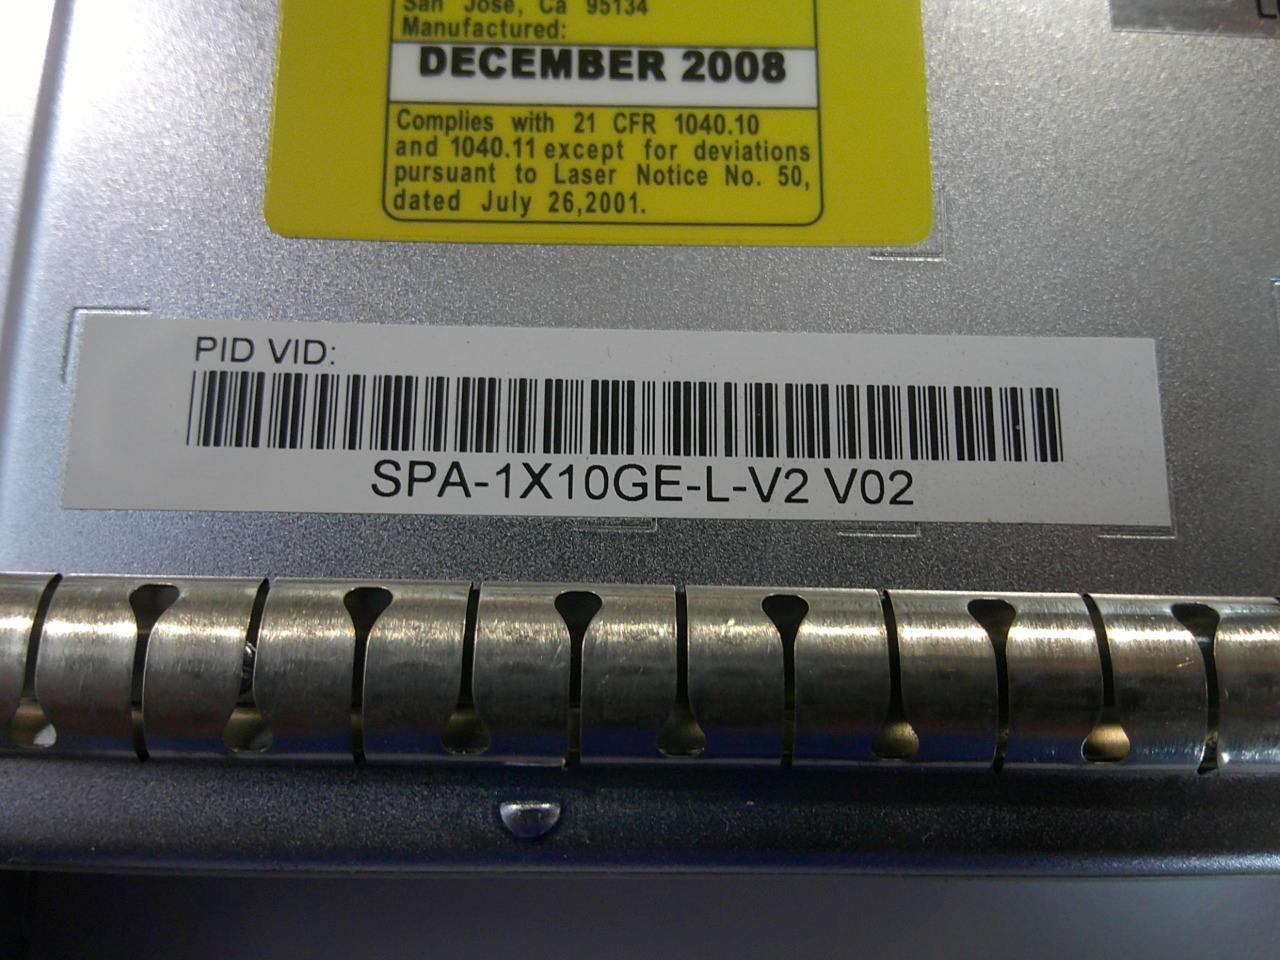 San Jose, Ca 95134
Manufactured:
DECEMBER 2008
Complies with 21 CFR 1040.10
and 1040.11 except for deviations
pursuant to Laser Notice No. 50,
dated July 26,2001.
PID VID:
SPA-1X10GE-L-V2 V02